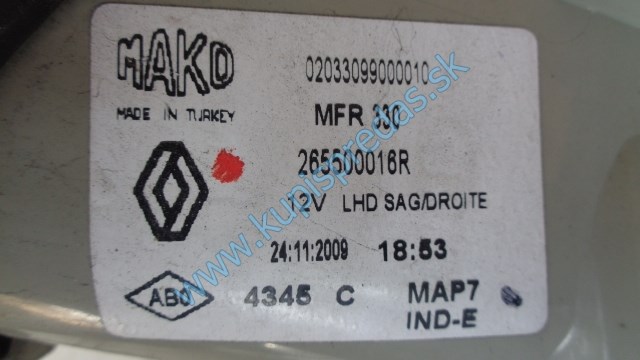 MAKO
MADE IN TURKEY
02033099000010
MFR 330
265500016R
12V LHD SAG/DROITE
24:11:2009 18:53
AB0 4345 C MAP7
IND-E
www.kupispredas.sk